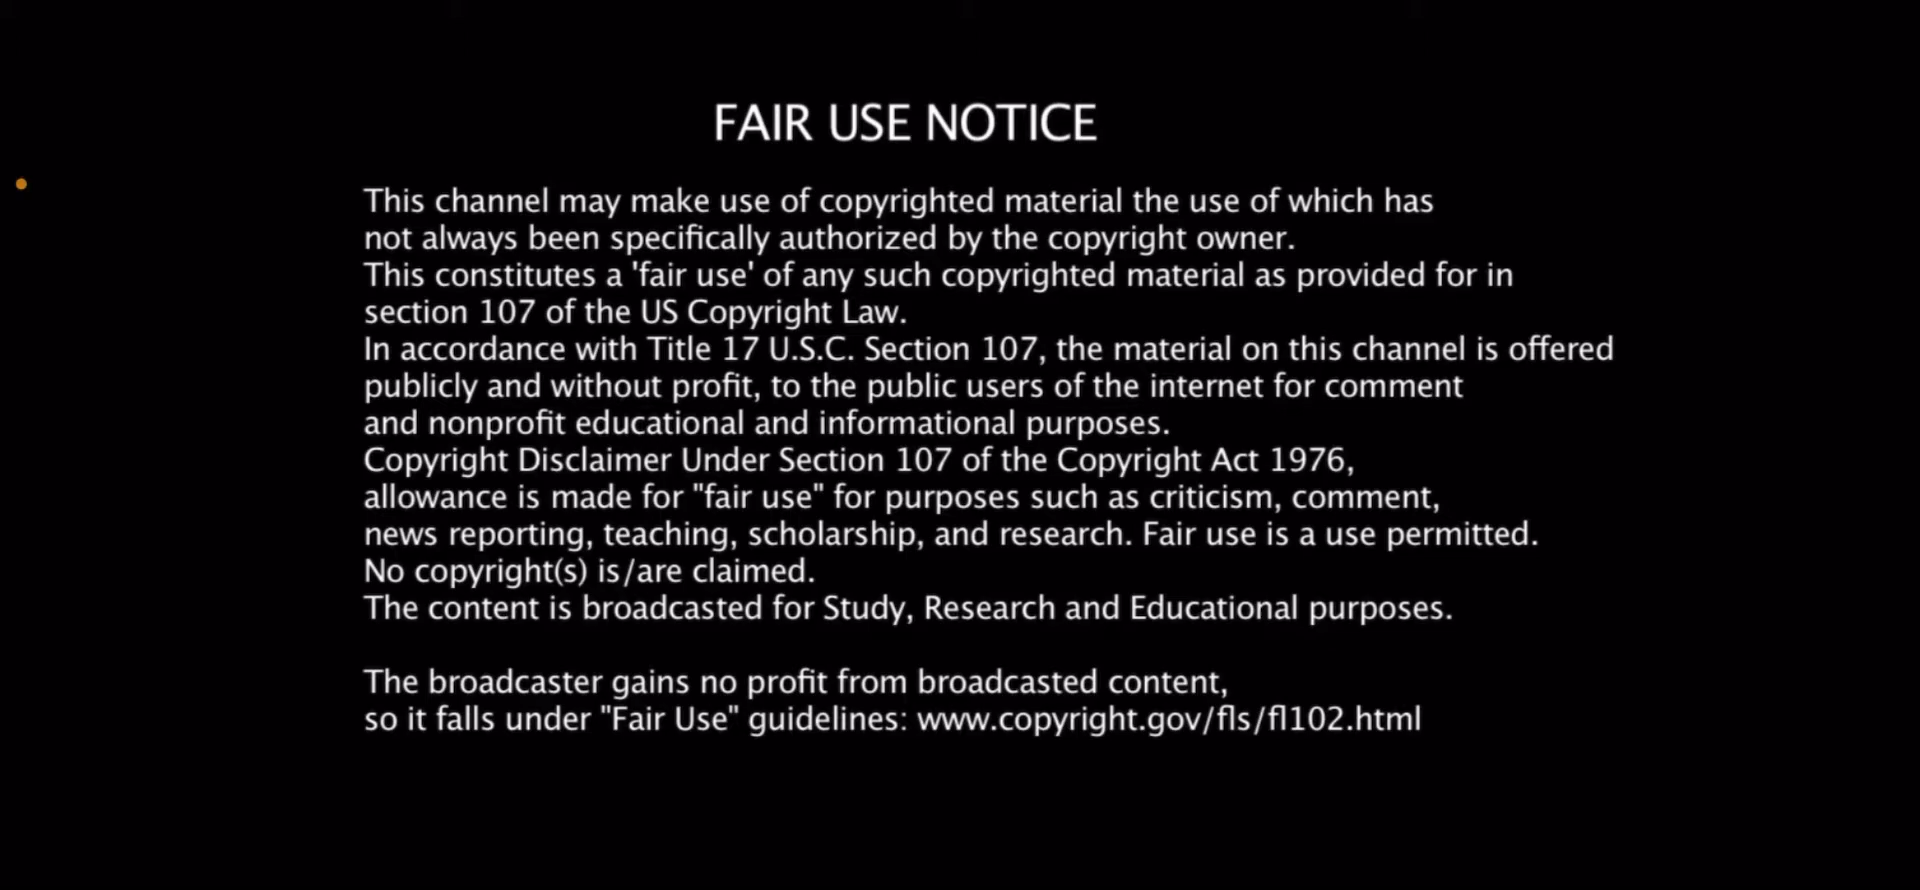 FAIR USE NOTICE
This channel may make use of copyrighted material the use of which has
not always been specifically authorized by the copyright owner.
This constitutes a 'fair use' of any such copyrighted material as provided for in
section 107 of the US Copyright Law.
In accordance with Title 17 U.S.C. Section 107, the material on this channel is offered
publicly and without profit, to the public users of the internet for comment
and nonprofit educational and informational purposes.
Copyright Disclaimer Under Section 107 of the Copyright Act 1976,
allowance is made for "fair use" for purposes such as criticism, comment,
news reporting, teaching, scholarship, and research. Fair use is a use permitted.
No copyright(s) is/are claimed.
The content is broadcasted for Study, Research and Educational purposes.
The broadcaster gains no profit from broadcasted content,
so it falls under "Fair Use" guidelines: www.copyright.gov/fls/fl102.html